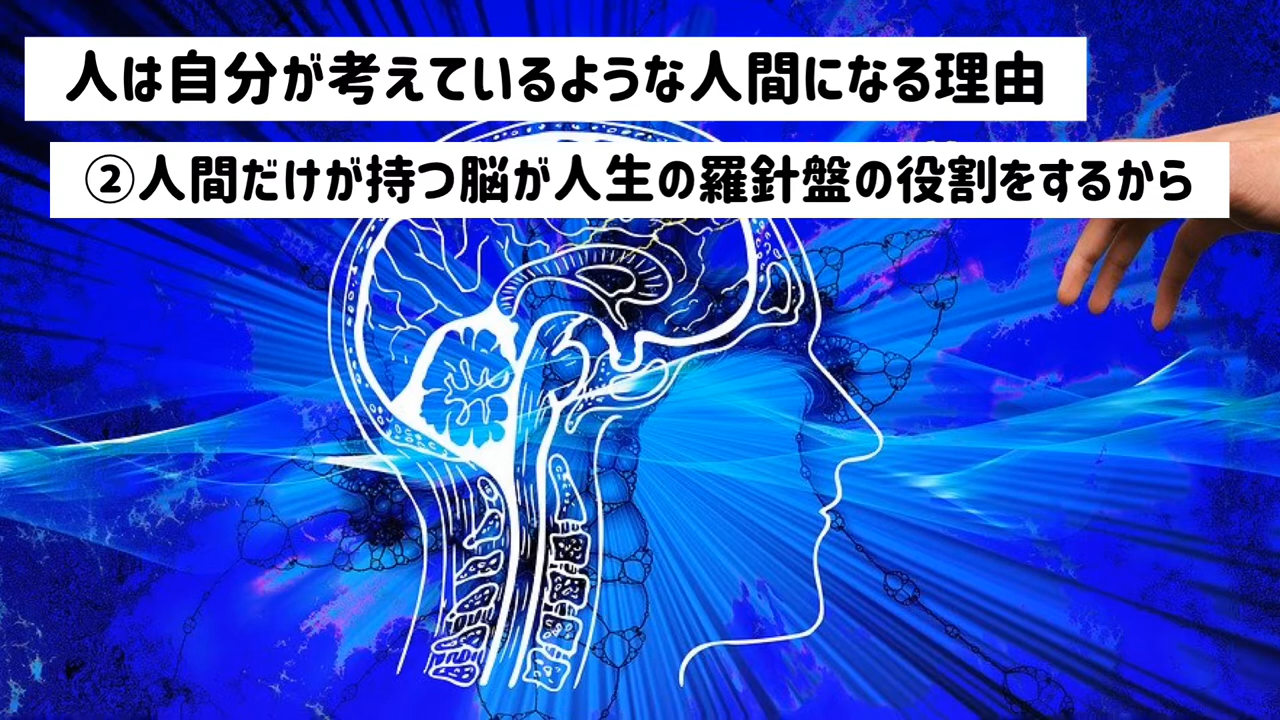 人は自分が考えているような人間になる理由
②人間だけが持つ脳が人生の羅針盤の役割をするから